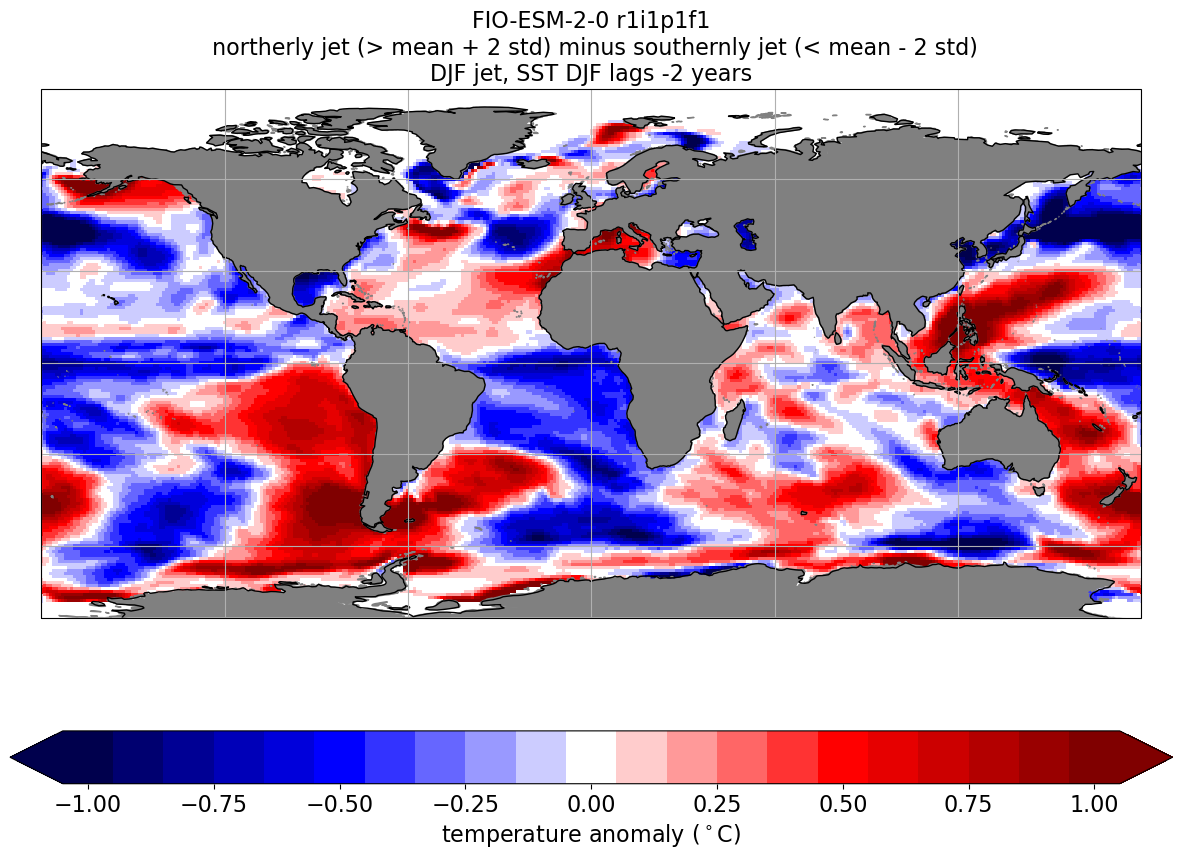 FIO-ESM-2-0 r1i1p1f1
northerly jet (> mean + 2 std) minus southernly jet (< mean - 2 std)
DJF jet, SST DJF lags -2 years
−1.00 −0.75 −0.50 −0.25 0.00 0.25 0.50 0.75 1.00
temperature anomaly (°C)